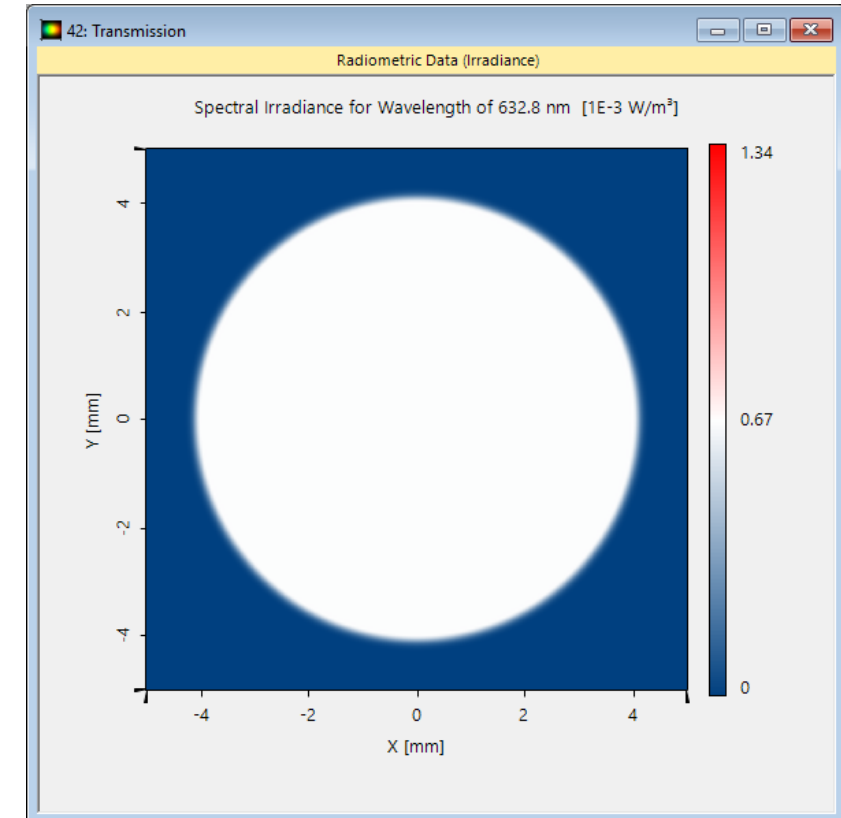 42: Transmission
Radiometric Data (Irradiance)
Spectral Irradiance for Wavelength of 632.8 nm  [1E-3 W/m³]
1.34
0.67
0
4
2
0
-2
-4
Y [mm]
-4
-2
0
2
4
X [mm]